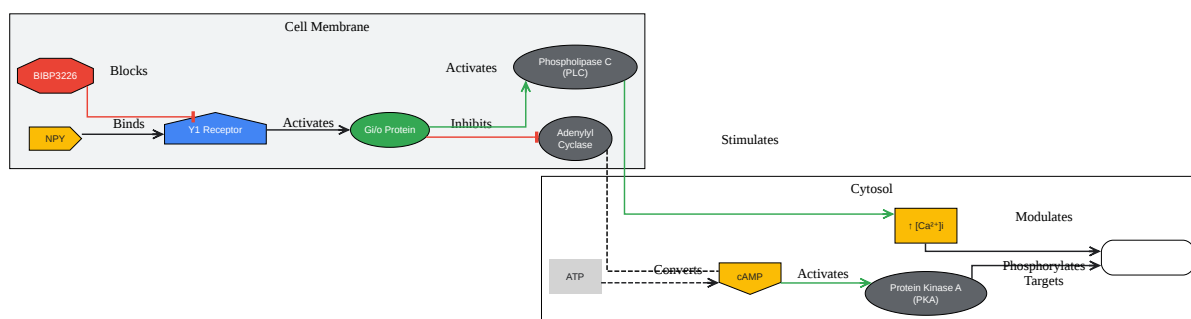 Cell Membrane
BIBP3226
Blocks
Activates
Phospholipase C
(PLC)
NPY
Binds
Y1 Receptor
Activates
Gi/o Protein
Inhibits
Adenylyl
Cyclase
Stimulates
Cytosol
↑ [Ca²⁺]i
Modulates
ATP
Converts
cAMP
Activates
Protein Kinase A
(PKA)
Phosphorylates
Targets